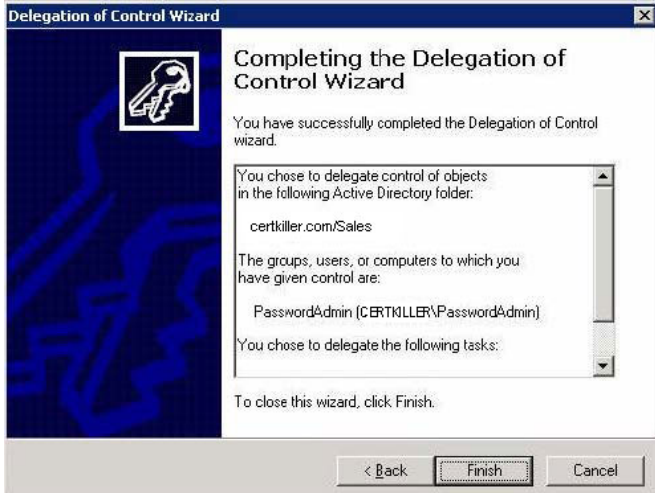 Delegation of Control Wizard
Completing the Delegation of
Control Wizard
You have successfully completed the Delegation of Control
wizard.
You chose to delegate control of objects
in the following Active Directory folder:
certkiller.com/Sales
The groups, users, or computers to which you
have given control are:
PasswordAdmin (CERTKILLER\PasswordAdmin)
You chose to delegate the following tasks:
To close this wizard, click Finish.
< Back
Finish
Cancel